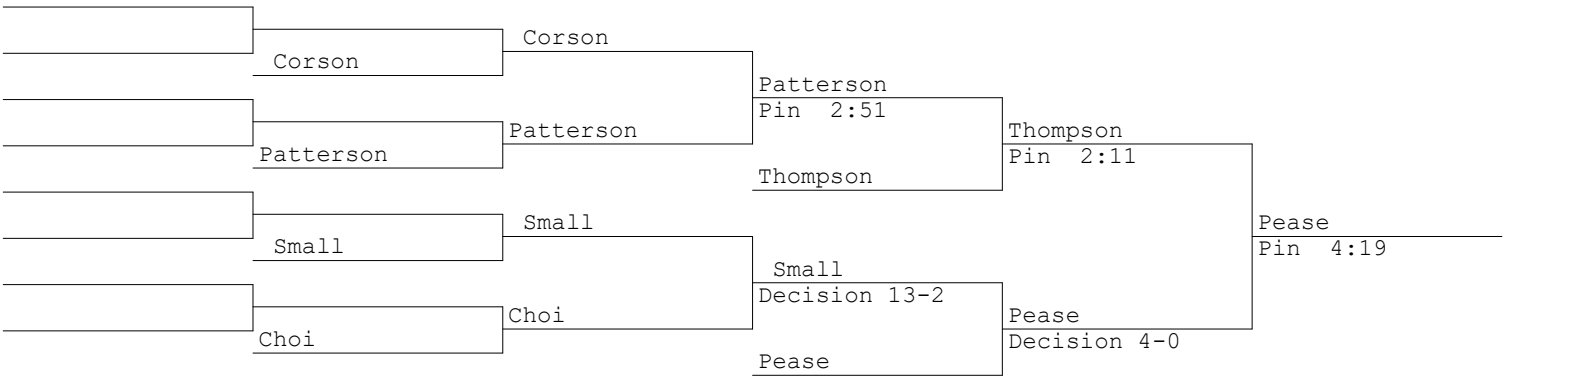 Corson
Corson
Patterson
Pin 2:51
Patterson
Thompson
Patterson
Pin 2:11
Thompson
Small
Pease
Small
Pin 4:19
Small
Decision 13-2
Choi
Pease
Choi
Decision 4-0
Pease